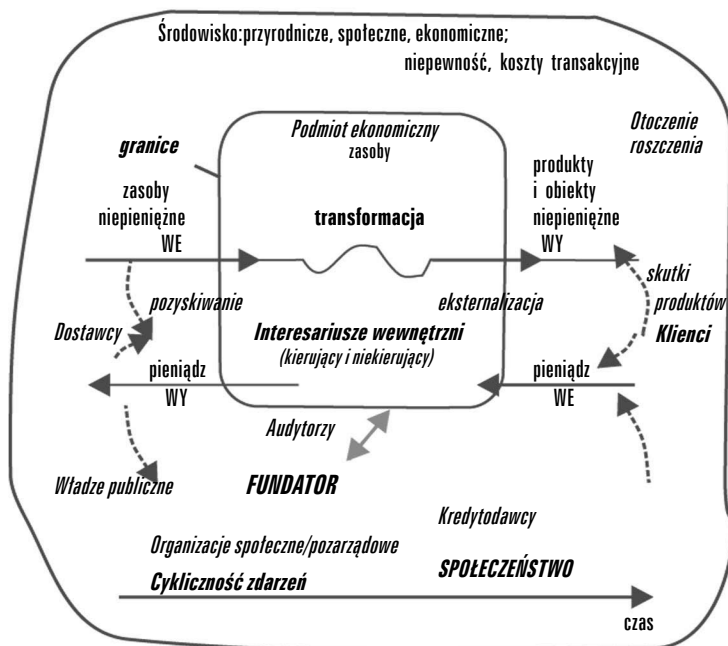 Środowisko:przyrodnicze, społeczne, ekonomiczne;
niepewność, koszty transakcyjne
Podmiot ekonomiczny
zasoby
Otoczenie
roszczenia
granice
zasoby
niepieniężne
WE
transformacja
produkty
i obiekty
niepieniężne
WY
pozyskiwanie
eksternalizacja
skutki
produktów
Dostawcy
Interesariusze wewnętrzni
(kierujący i niekierujący)
Klienci
pieniądz
WY
pieniądz
WE
Audytorzy
Władze publiczne
FUNDATOR
Kredytodawcy
Organizacje społeczne/pozarządowe
Cykliczność zdarzeń
SPOŁECZEŃSTWO
czas